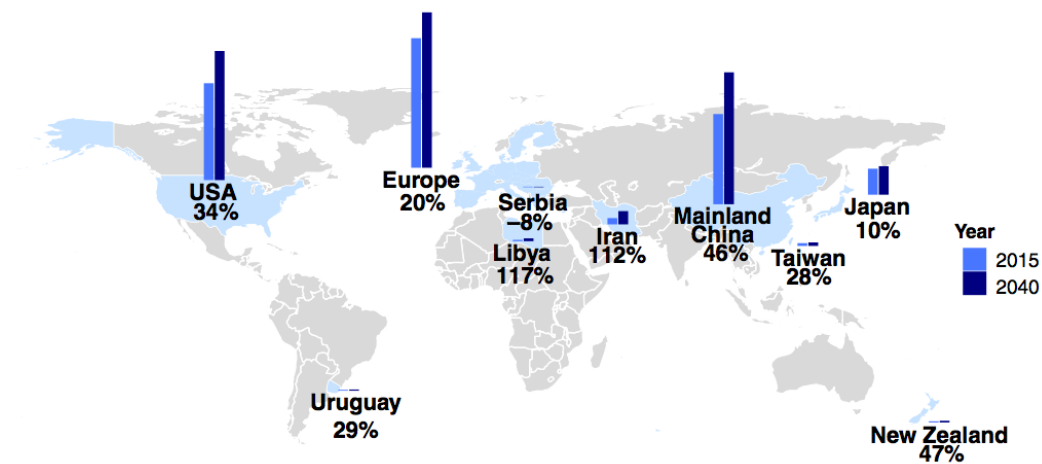 USA
34%
Europe
20%
Serbia
–8%
Libya
117%
Iran
112%
Mainland
China
46%
Taiwan
28%
Japan
10%
Year
2015
2040
Uruguay
29%
New Zealand
47%